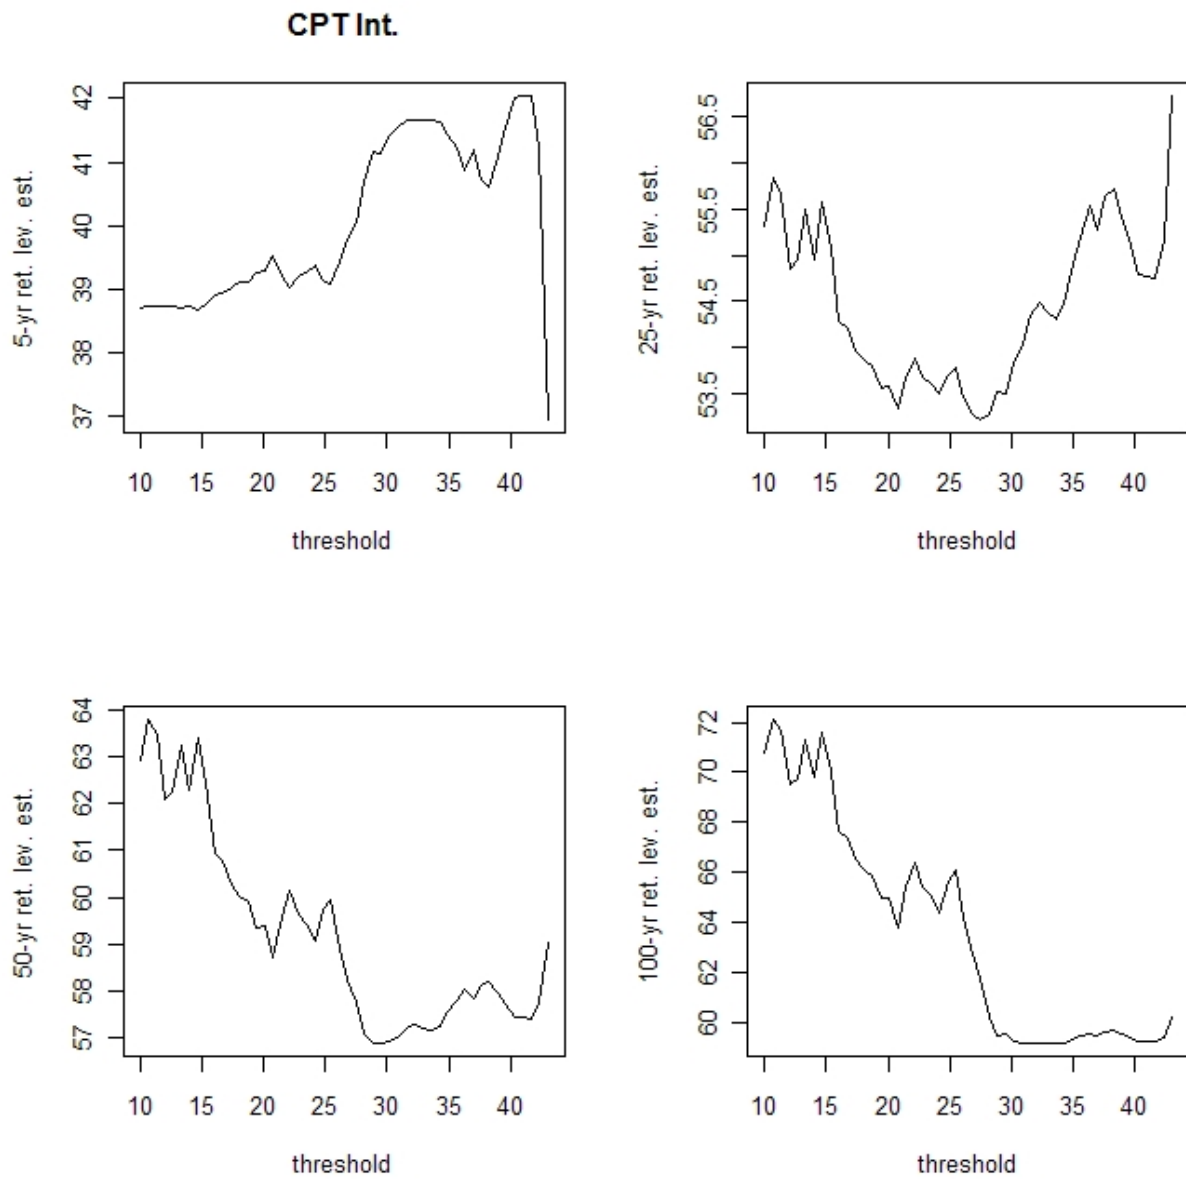 CPT Int.
5-yr ret. lev. est.
42
41
40
39
38
37
10 15 20 25 30 35 40
threshold
25-yr ret. lev. est.
56.5
55.5
54.5
53.5
10 15 20 25 30 35 40
threshold
50-yr ret. lev. est.
64
63
62
61
60
59
58
57
10 15 20 25 30 35 40
threshold
100-yr ret. lev. est.
72
70
68
66
64
62
60
10 15 20 25 30 35 40
threshold